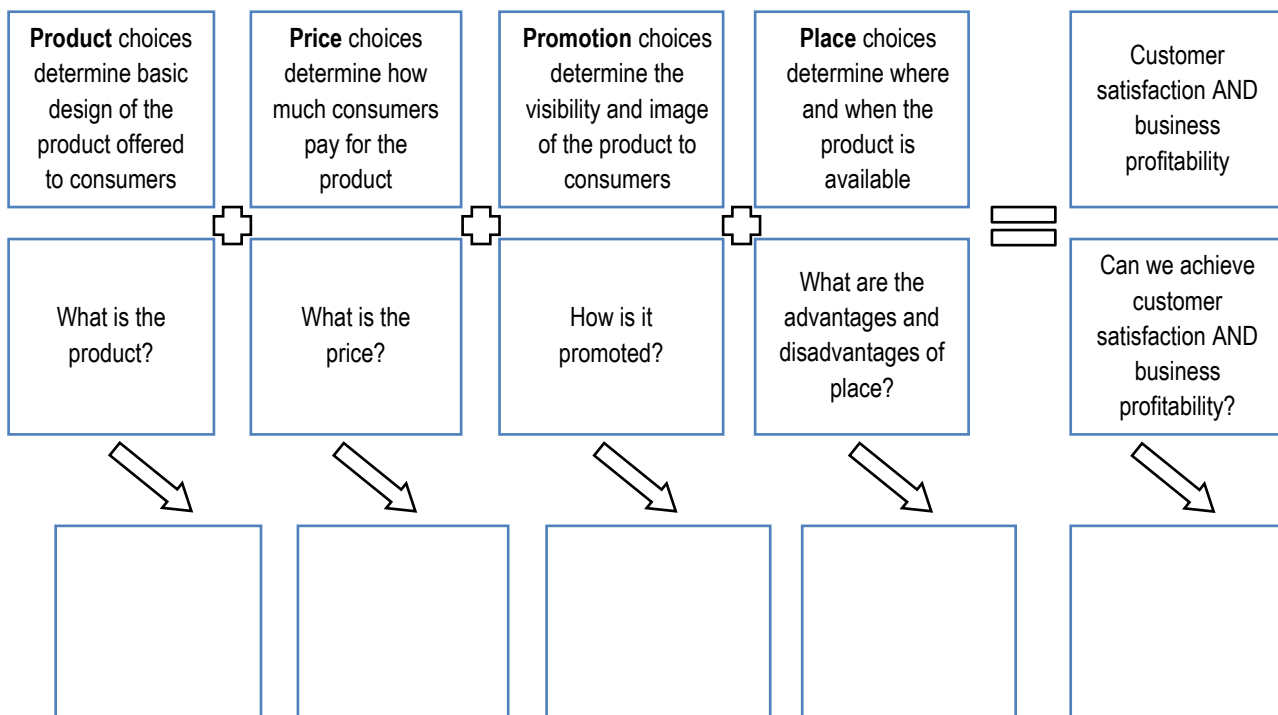 Product choices
determine basic
design of the
product offered
to consumers
Price choices
determine how
much consumers
pay for the
product
Promotion choices
determine the
visibility and image
of the product to
consumers
Place choices
determine where
and when the
product is
available
Customer
satisfaction AND
business
profitability
What is the
product?
What is the
price?
How is it
promoted?
What are the
advantages and
disadvantages of
place?
Can we achieve
customer
satisfaction AND
business
profitability?